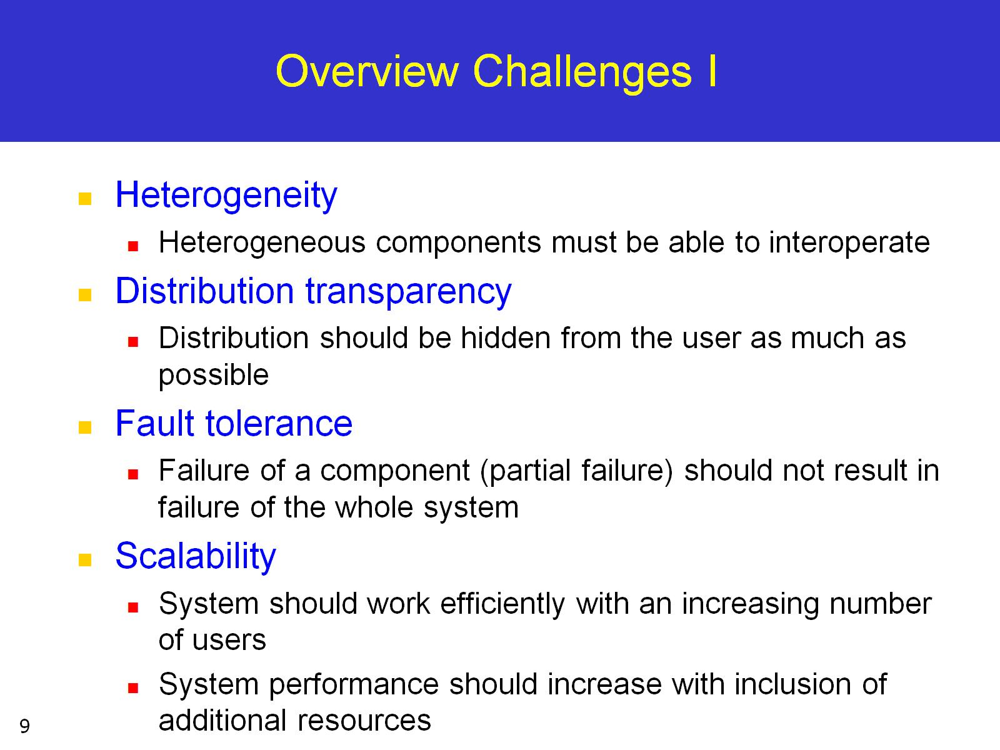 Overview Challenges I
Heterogeneity
Heterogeneous components must be able to interoperate
Distribution transparency
Distribution should be hidden from the user as much as
possible
Fault tolerance
Failure of a component (partial failure) should not result in
failure of the whole system
Scalability
System should work efficiently with an increasing number
of users
System performance should increase with inclusion of
additional resources
9